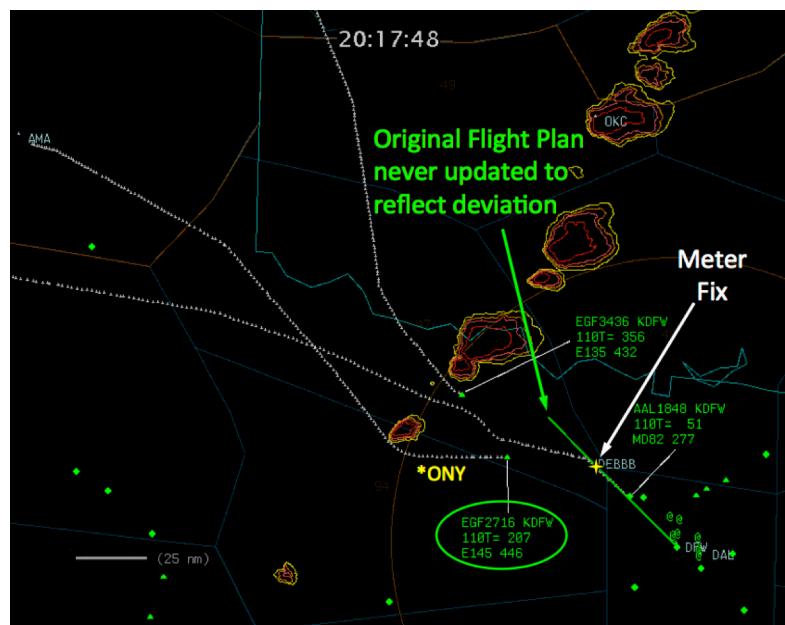 20:17:48
49
OKC
AMA
Original Flight Plan
never updated to
reflect deviation
Meter
Fix
EGF3436 KDFW
110T= 356
E135 432
AAL1848 KDFW
110T= 51
MD82 277
DEBBB
*ONY
94
EGF2716 KDFW
110T= 207
E145 446
(25 nm)
DFW
DAL